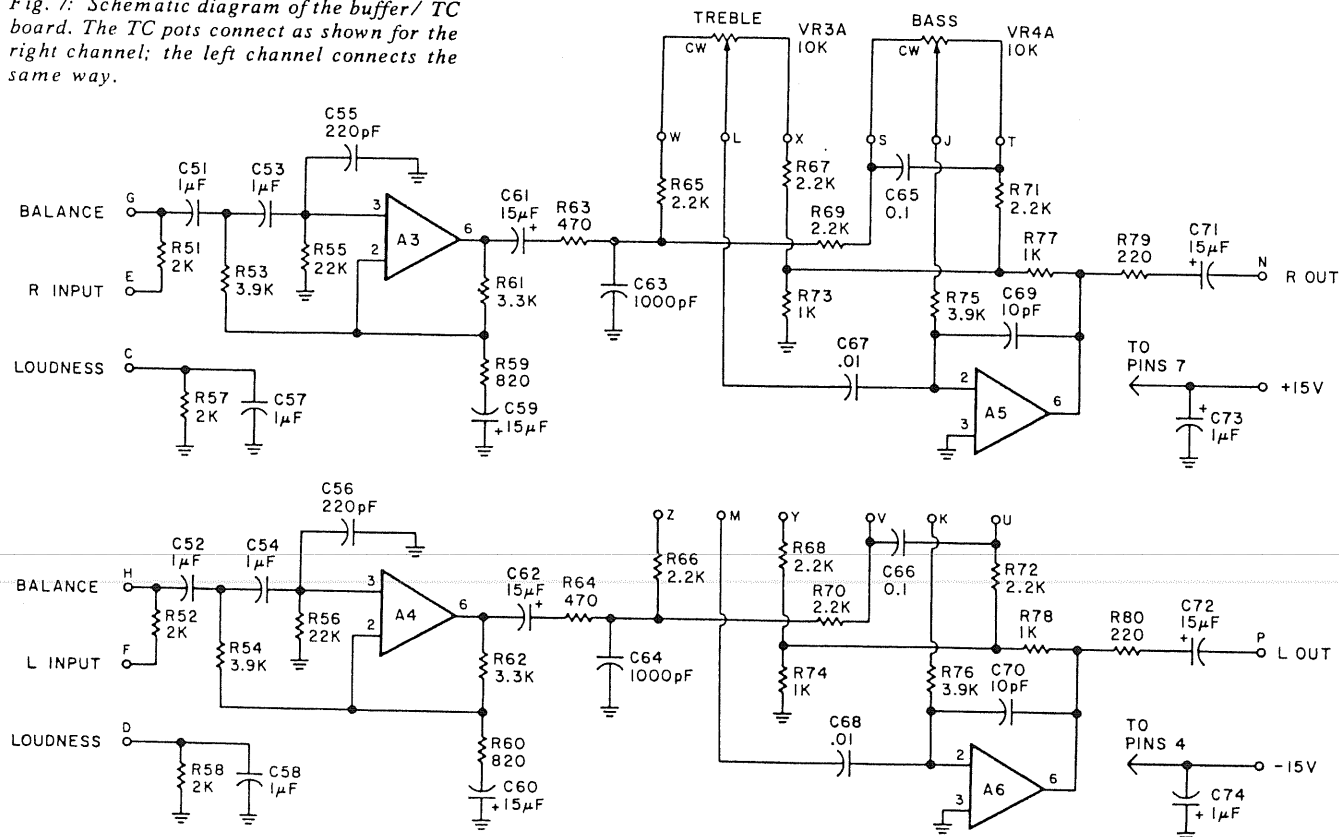 Fig. 7: Schematic diagram of the buffer/ TC
board. The TC pots connect as shown for the
right channel; the left channel connects the
same way.
TREBLE
CW
VR3A
10K
BASS
CW
VR4A
10K
W
L
X
S
J
T
C55
220pF
C51
1µF
C53
1µF
BALANCE
G
R51
2K
E
R INPUT
R53
3.9K
R55
22K
3
2
A3
6
C61
15µF
+
R63
470
R61
3.3K
C63
1000pF
R65
2.2K
R67
2.2K
R69
2.2K
C65
0.1
R71
2.2K
R77
1K
R79
220
C71
15µF
+
N
R OUT
R73
1K
R75
3.9K
C69
10pF
LOUDNESS
C
R57
2K
C57
1µF
R59
820
C59
+
15µF
C67
.01
2
3
A5
6
TO
PINS 7
+15V
+
C73
1µF
C56
220pF
C52
1µF
C54
1µF
BALANCE
H
R52
2K
F
L INPUT
R54
3.9K
R56
22K
3
2
A4
6
C62
15µF
+
R64
470
R62
3.3K
C64
1000pF
Z
M
Y
V
K
U
R66
2.2K
R68
2.2K
R70
2.2K
C66
0.1
R72
2.2K
R78
1K
R80
220
C72
15µF
+
P
L OUT
R74
1K
R76
3.9K
C70
10pF
LOUDNESS
D
R58
2K
C58
1µF
R60
820
C60
+
15µF
C68
.01
2
3
A6
6
TO
PINS 4
-15V
C74
+
1µF